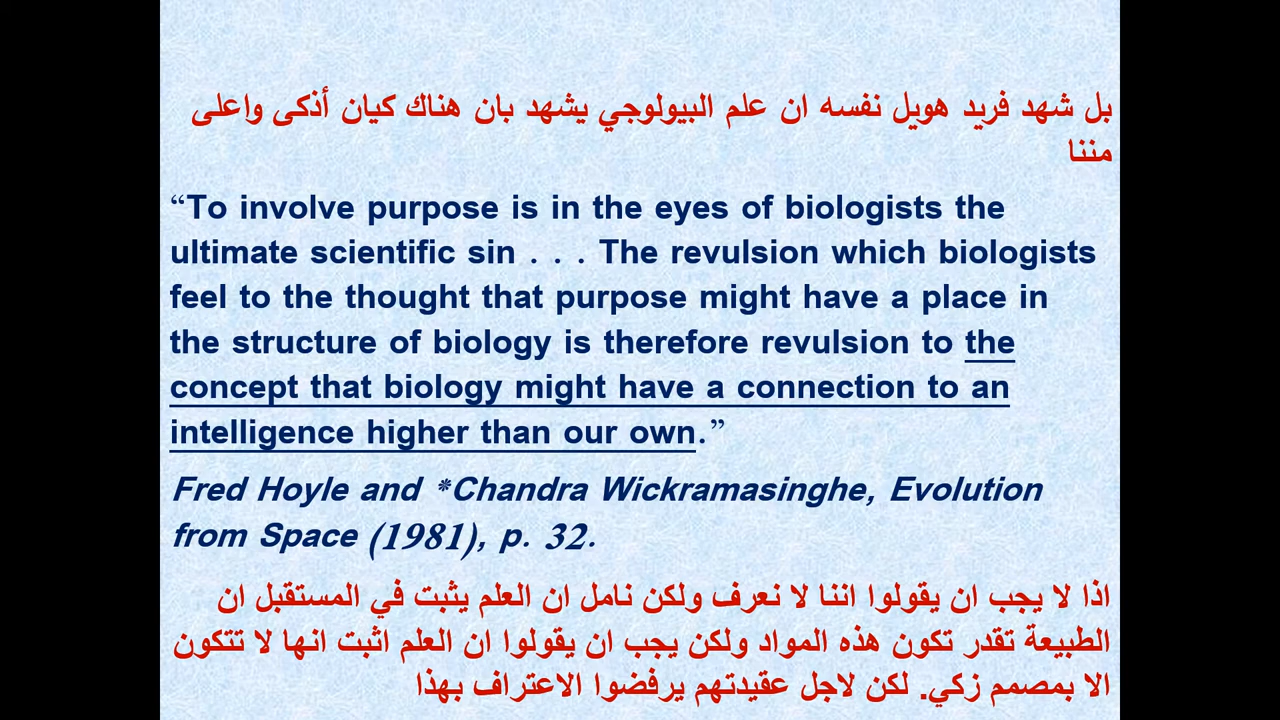 بل شهد فريد هويل نفسه ان علم البيولوجي يشهد بان هناك كيان أذكى واعلى
مننا
“To involve purpose is in the eyes of biologists the
ultimate scientific sin . . . The revulsion which biologists
feel to the thought that purpose might have a place in
the structure of biology is therefore revulsion to the
concept that biology might have a connection to an
intelligence higher than our own.”
Fred Hoyle and *Chandra Wickramasinghe, Evolution
from Space (1981), p. 32.
اذا لا يجب ان يقولوا اننا لا نعرف ولكن نامل ان العلم يثبت في المستقبل ان
الطبيعة تقدر تكون هذه المواد ولكن يجب ان يقولوا ان العلم اثبت انها لا تتكون
الا بمصمم زكي. لكن لاجل عقيدتهم يرفضوا الاعتراف بهذا